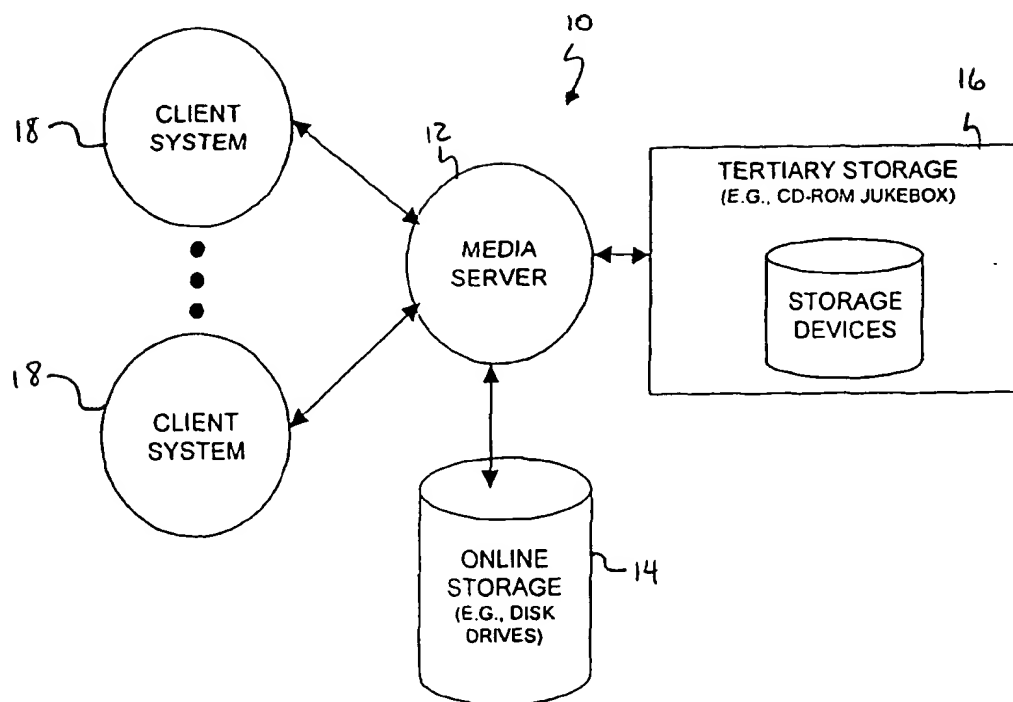 10
18
CLIENT
SYSTEM
12
MEDIA
SERVER
16
TERTIARY STORAGE
(E.G., CD-ROM JUKEBOX)
STORAGE
DEVICES
18
CLIENT
SYSTEM
ONLINE
STORAGE
(E.G., DISK
DRIVES)
14